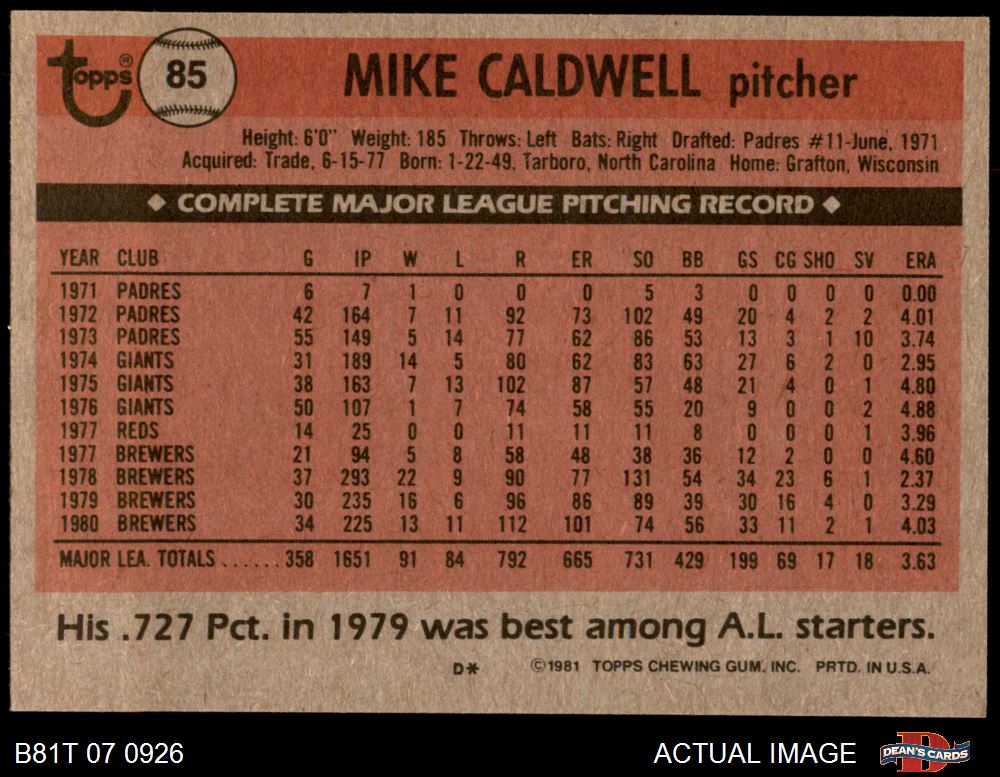 Topps® 85 MIKE CALDWELL pitcher
Height: 6'0" Weight: 185 Throws: Left Bats: Right Drafted: Padres #11-June, 1971
Acquired: Trade, 6-15-77 Born: 1-22-49, Tarboro, North Carolina Home: Grafton, Wisconsin
◆ COMPLETE MAJOR LEAGUE PITCHING RECORD ◆
YEAR CLUB G IP W L R ER SO BB GS CG SHO SV ERA
1971 PADRES 6 7 1 0 0 0 5 3 0 0 0 0 0.00
1972 PADRES 42 164 7 11 92 73 102 49 20 4 2 2 4.01
1973 PADRES 55 149 5 14 77 62 86 53 13 3 1 10 3.74
1974 GIANTS 31 189 14 5 80 62 83 63 27 6 2 0 2.95
1975 GIANTS 38 163 7 13 102 87 57 48 21 4 0 1 4.80
1976 GIANTS 50 107 1 7 74 58 55 20 9 0 0 2 4.88
1977 REDS 14 25 0 0 11 11 11 8 0 0 0 1 3.96
1977 BREWERS 21 94 5 8 58 48 38 36 12 2 0 0 4.60
1978 BREWERS 37 293 22 9 90 77 131 54 34 23 6 1 2.37
1979 BREWERS 30 235 16 6 96 86 89 39 30 16 4 0 3.29
1980 BREWERS 34 225 13 11 112 101 74 56 33 11 2 1 4.03
MAJOR LEA. TOTALS ...... 358 1651 91 84 792 665 731 429 199 69 17 18 3.63
His .727 Pct. in 1979 was best among A.L. starters.
D* ©1981 TOPPS CHEWING GUM, INC. PRTD. IN U.S.A.
B81T 07 0926 ACTUAL IMAGE DEAN'S CARDS